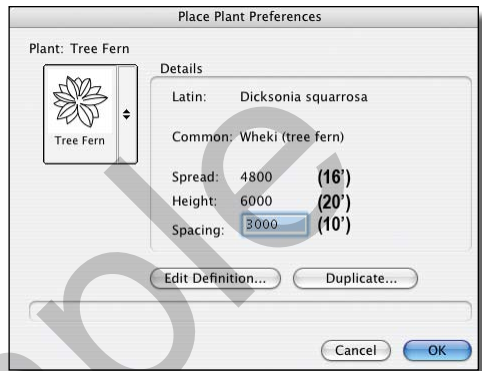 Place Plant Preferences
Plant: Tree Fern
Tree Fern
Details
Latin: Dicksonia squarrosa
Common: Wheki (tree fern)
Spread: 4800 (16')
Height: 6000 (20')
Spacing: 3000 (10')
Edit Definition... Duplicate...
Cancel OK